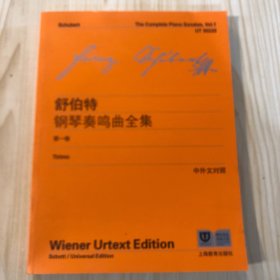 Schubert
The Complete Piano Sonatas, Vol. 1
舒伯特
钢琴奏鸣曲全集
第一卷
Tirimo
中外文对照
Wiener Urtext Edition
Schott / Universal Edition
上海教育出版社